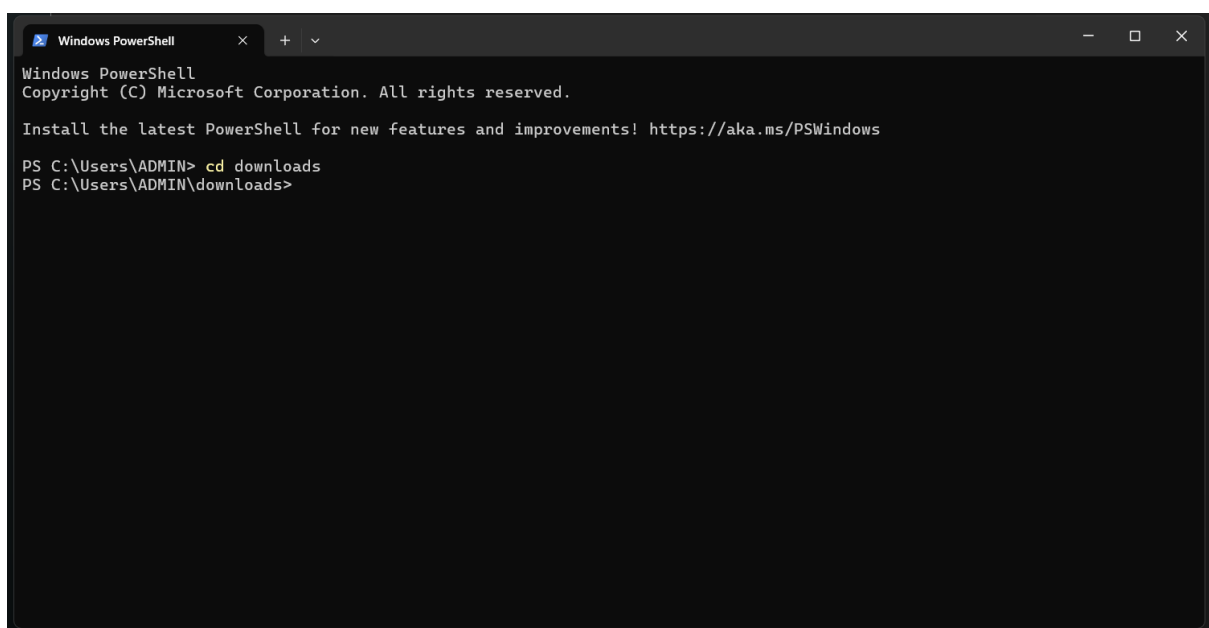 Windows PowerShell
Windows PowerShell
Copyright (C) Microsoft Corporation. All rights reserved.
Install the latest PowerShell for new features and improvements! https://aka.ms/PSWindows
PS C:\Users\ADMIN> cd downloads
PS C:\Users\ADMIN\downloads>